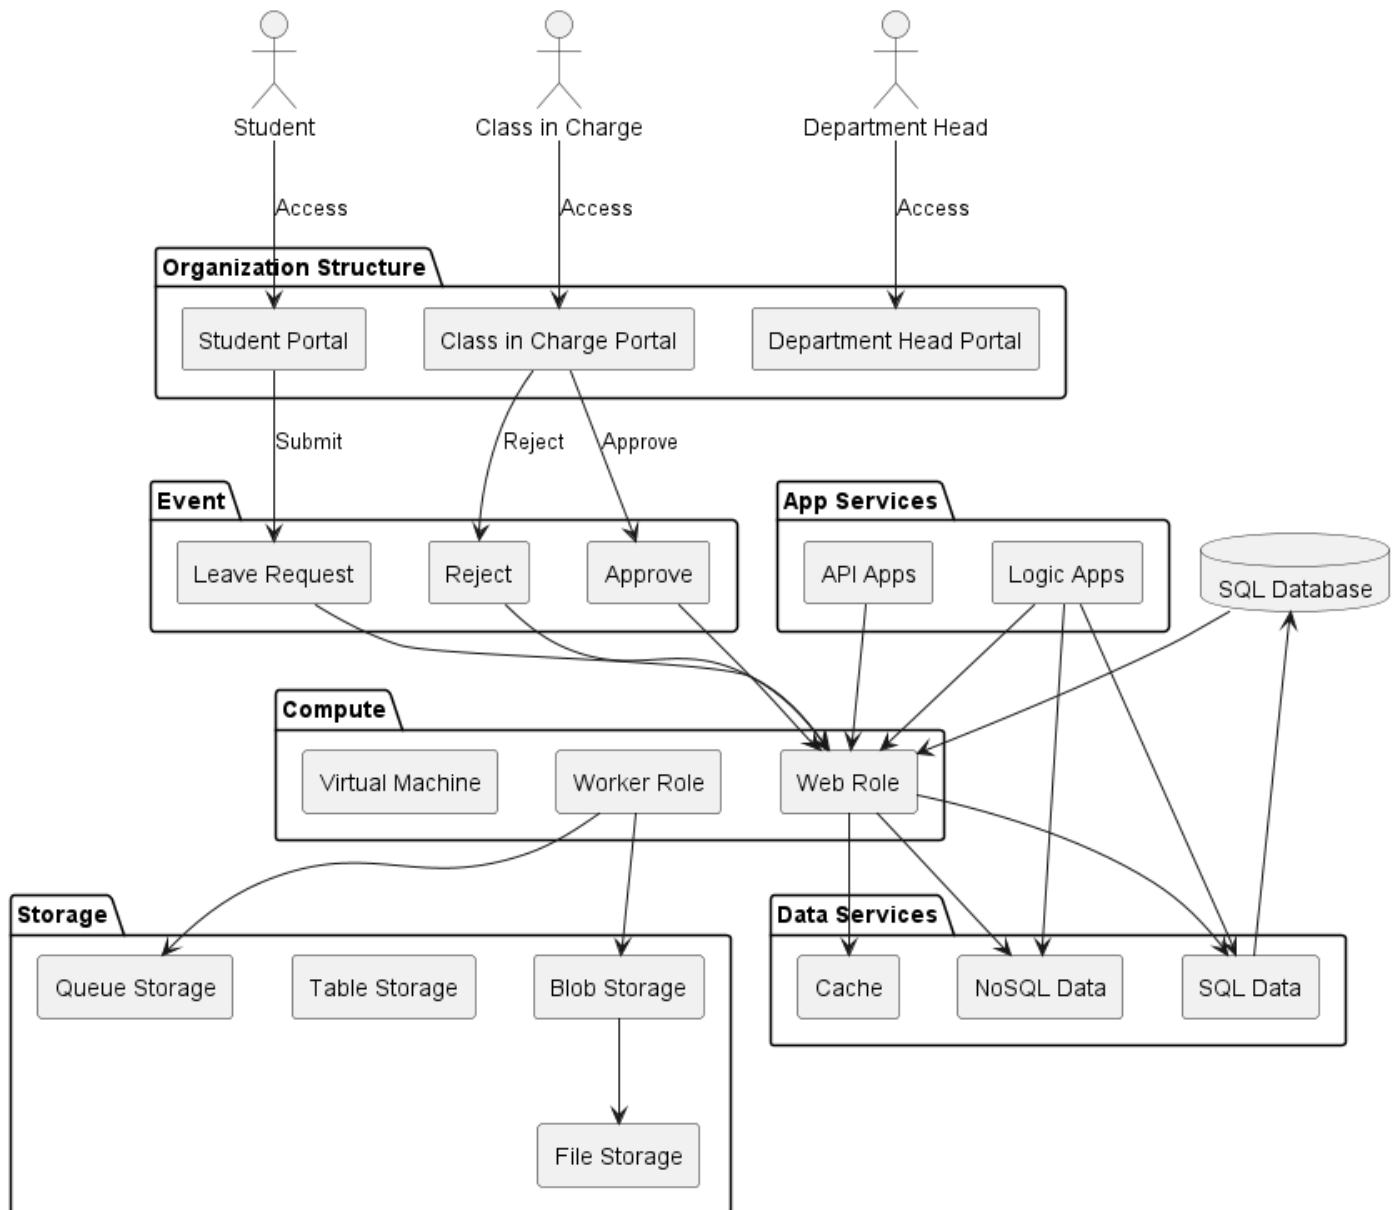 Student
Class in Charge
Department Head
Access
Access
Access
Organization Structure
Student Portal
Class in Charge Portal
Department Head Portal
Submit
Reject
Approve
Event
App Services
Leave Request
Reject
Approve
API Apps
Logic Apps
SQL Database
Compute
Virtual Machine
Worker Role
Web Role
Storage
Data Services
Queue Storage
Table Storage
Blob Storage
Cache
NoSQL Data
SQL Data
File Storage